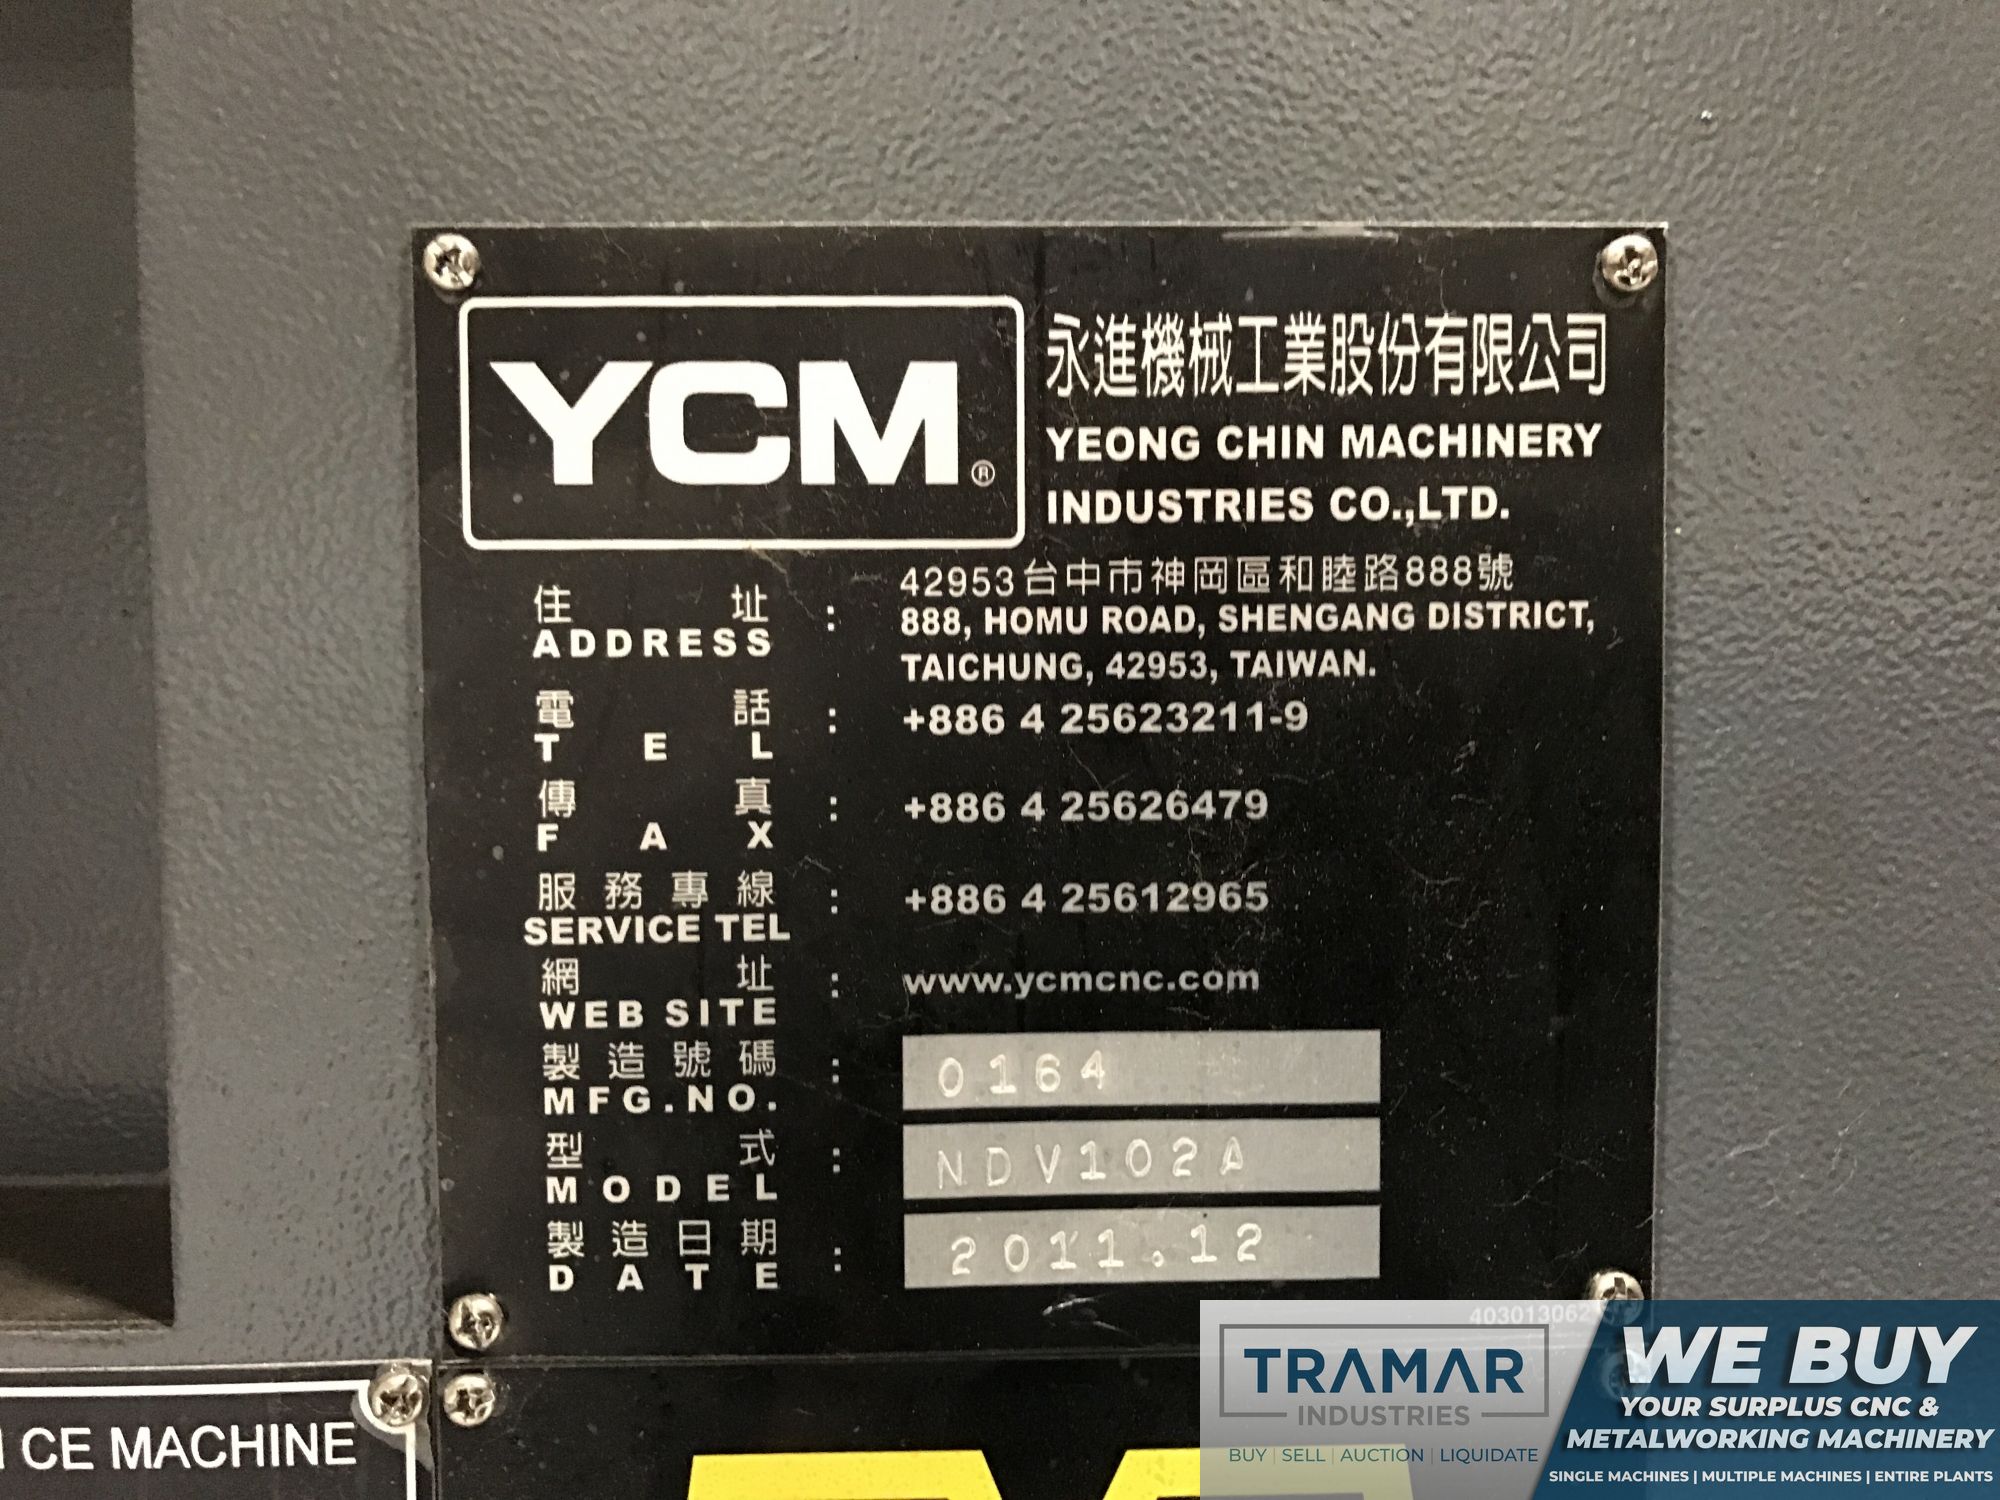 YCM®
永進機械工業股份有限公司
YEONG CHIN MACHINERY
INDUSTRIES CO.,LTD.
住址 : 42953台中市神岡區和睦路888號
ADDRESS 888, HOMU ROAD, SHENGANG DISTRICT,
TAICHUNG, 42953, TAIWAN.
電話 : +886 4 25623211-9
TEL
傳真 : +886 4 25626479
FAX
服務專線 : +886 4 25612965
SERVICE TEL
網址 : www.ycmcnc.com
WEB SITE
製造號碼 : 0164
MFG.NO.
型式 : NDV102A
MODEL
製造日期 : 2011.12
DATE
403013062
CE MACHINE
TRAMAR
INDUSTRIES
BUY | SELL | AUCTION | LIQUIDATE
WE BUY
YOUR SURPLUS CNC &
METALWORKING MACHINERY
SINGLE MACHINES | MULTIPLE MACHINES | ENTIRE PLANTS